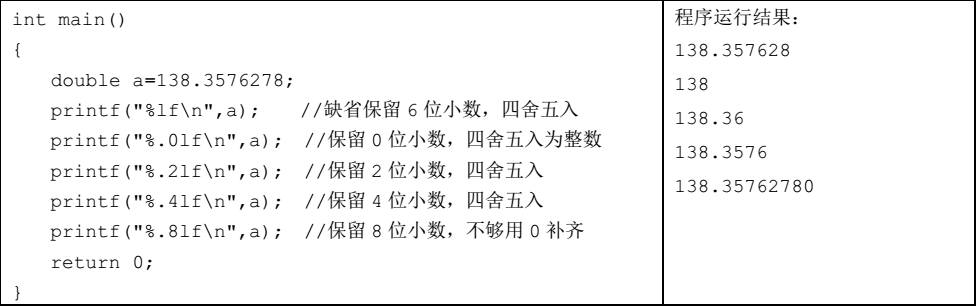 int main()
{
double a=138.3576278;
printf("%lf\n",a); //缺省保留 6 位小数，四舍五入
printf("%.0lf\n",a); //保留 0 位小数，四舍五入为整数
printf("%.2lf\n",a); //保留 2 位小数，四舍五入
printf("%.4lf\n",a); //保留 4 位小数，四舍五入
printf("%.8lf\n",a); //保留 8 位小数，不够用 0 补齐
return 0;
}
程序运行结果：
138.357628
138
138.36
138.3576
138.35762780